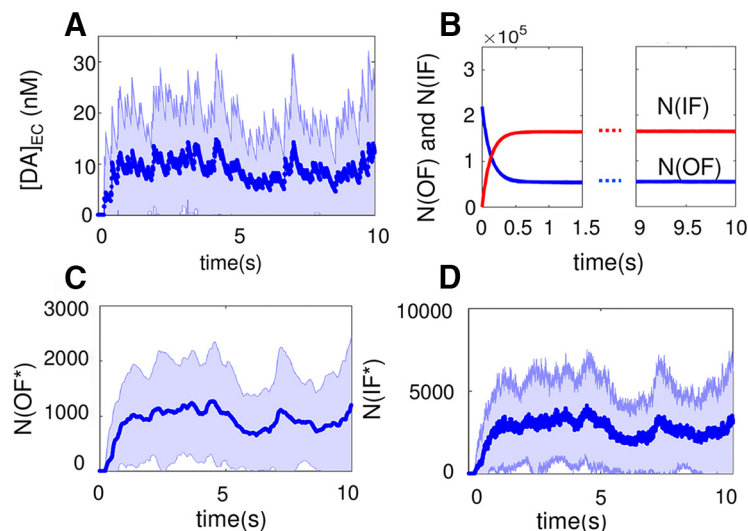 A
[DA]EC (nM)
35
30
20
10
0
0
5
10
time(s)
B
×10⁵
N(OF) and N(IF)
3
2
1
0
N(IF)
N(OF)
0
0.5
1
1.5
9
9.5
10
time(s)
C
N(OF*)
3000
2000
1000
0
0
5
10
time(s)
D
N(IF*)
10000
5000
0
0
5
10
time(s)